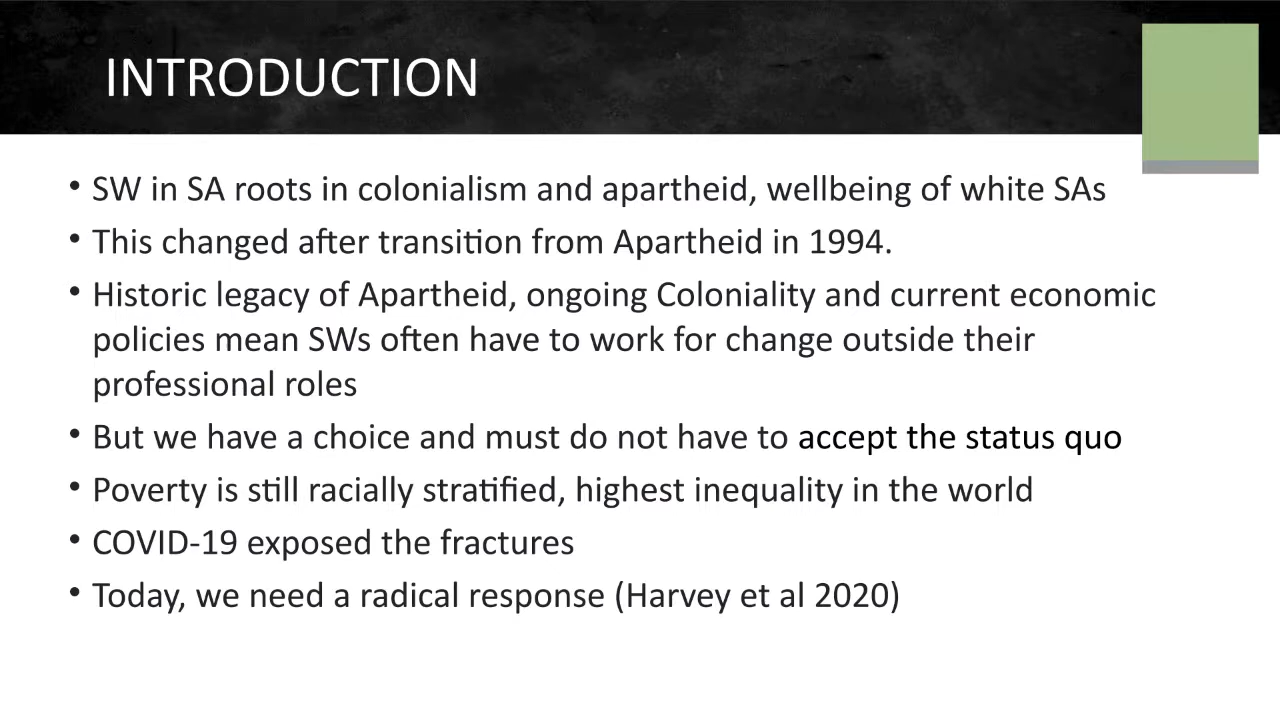 INTRODUCTION
• SW in SA roots in colonialism and apartheid, wellbeing of white SAs
• This changed after transition from Apartheid in 1994.
• Historic legacy of Apartheid, ongoing Coloniality and current economic
policies mean SWs often have to work for change outside their
professional roles
• But we have a choice and must do not have to accept the status quo
• Poverty is still racially stratified, highest inequality in the world
• COVID-19 exposed the fractures
• Today, we need a radical response (Harvey et al 2020)